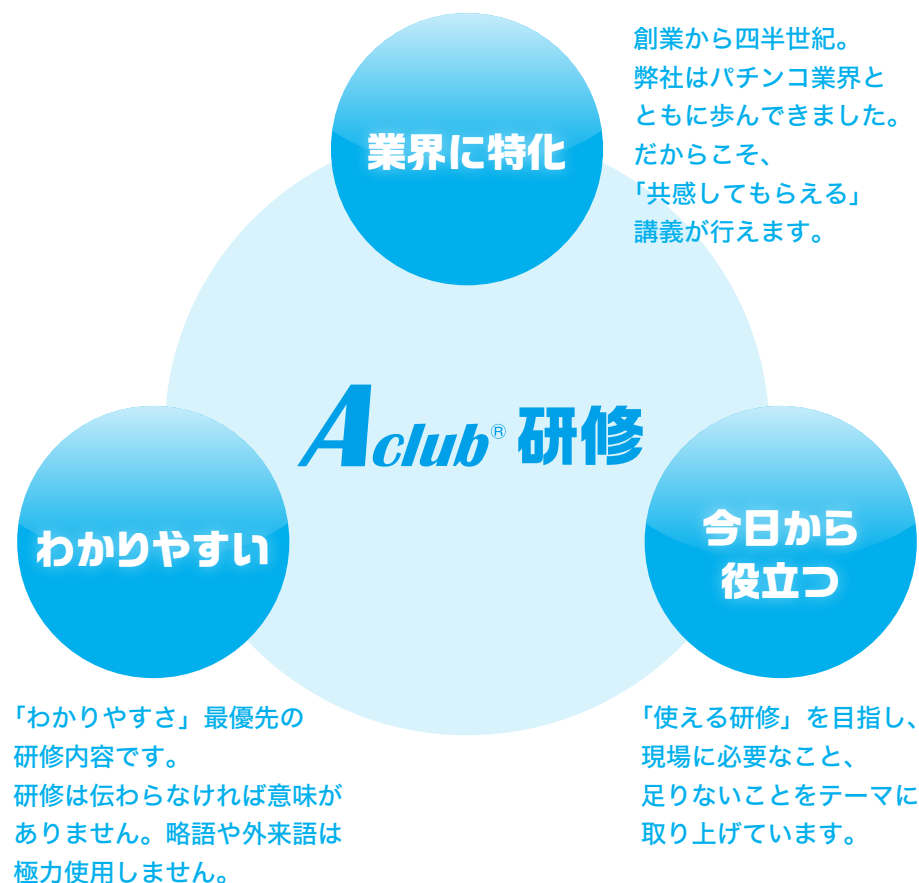 業界に特化
創業から四半世紀。
弊社はパチンコ業界と
ともに歩んできました。
だからこそ、
「共感してもらえる」
講義が行えます。
Aclub® 研修
わかりやすい
「わかりやすさ」最優先の
研修内容です。
研修は伝わらなければ意味が
ありません。略語や外来語は
極力使用しません。
今日から
役立つ
「使える研修」を目指し、
現場に必要なこと、
足りないことをテーマに
取り上げています。